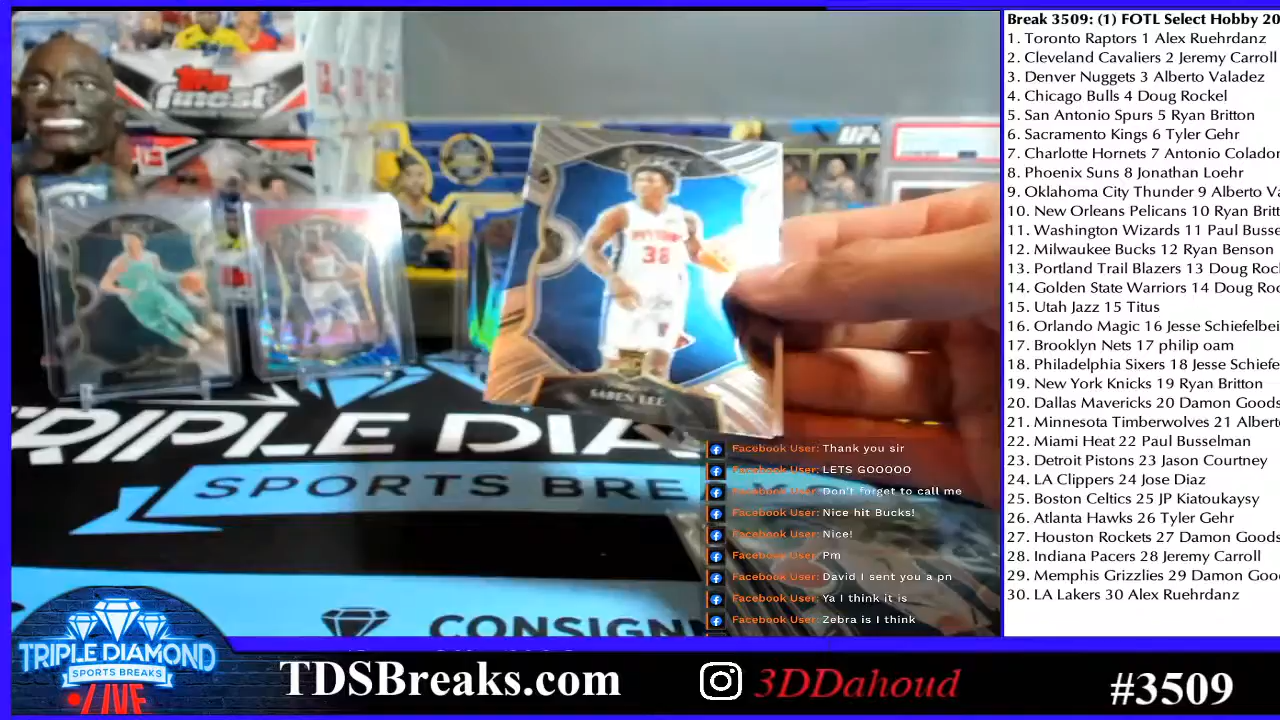 Break 3509: (1) FOTL Select Hobby 20
1. Toronto Raptors 1 Alex Ruehrdanz
2. Cleveland Cavaliers 2 Jeremy Carroll
3. Denver Nuggets 3 Alberto Valadez
4. Chicago Bulls 4 Doug Rockel
5. San Antonio Spurs 5 Ryan Britton
6. Sacramento Kings 6 Tyler Gehr
7. Charlotte Hornets 7 Antonio Colador
8. Phoenix Suns 8 Jonathan Loehr
9. Oklahoma City Thunder 9 Alberto Va
10. New Orleans Pelicans 10 Ryan Britt
11. Washington Wizards 11 Paul Busse
12. Milwaukee Bucks 12 Ryan Benson
13. Portland Trail Blazers 13 Doug Roc
14. Golden State Warriors 14 Doug Roc
15. Utah Jazz 15 Titus
16. Orlando Magic 16 Jesse Schiefelbe
17. Brooklyn Nets 17 philip oam
18. Philadelphia Sixers 18 Jesse Schiefe
19. New York Knicks 19 Ryan Britton
20. Dallas Mavericks 20 Damon Goods
21. Minnesota Timberwolves 21 Albert
22. Miami Heat 22 Paul Busselman
23. Detroit Pistons 23 Jason Courtney
24. LA Clippers 24 Jose Diaz
25. Boston Celtics 25 JP Kiatoukaysy
26. Atlanta Hawks 26 Tyler Gehr
27. Houston Rockets 27 Damon Goods
28. Indiana Pacers 28 Jeremy Carroll
29. Memphis Grizzlies 29 Damon Goo
30. LA Lakers 30 Alex Ruehrdanz
Topps
finest
UFC
PISTONS
38
SABEN LEE
TRIPLE DIA
SPORTS BRE
CONSIGN
Facebook User: Thank you sir
Facebook User: LETS GOOOOO
Facebook User: Don't forget to call me
Facebook User: Nice hit Bucks!
Facebook User: Nice!
Facebook User: Pm
Facebook User: David I sent you a pn
Facebook User: Ya I think it is
Facebook User: Zebra is I think
TRIPLE DIAMOND
SPORTS BREAKS
LIVE
TDSBreaks.com
3DDahoud
#3509